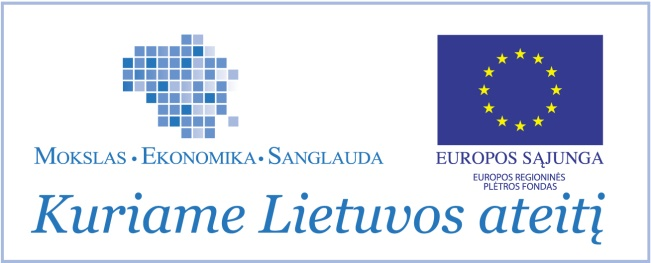 MOKSLAS • EKONOMIKA • SANGLAUDA
EUROPOS SĄJUNGA
EUROPOS REGIONINĖS
PLĖTROS FONDAS
Kuriame Lietuvos ateitį